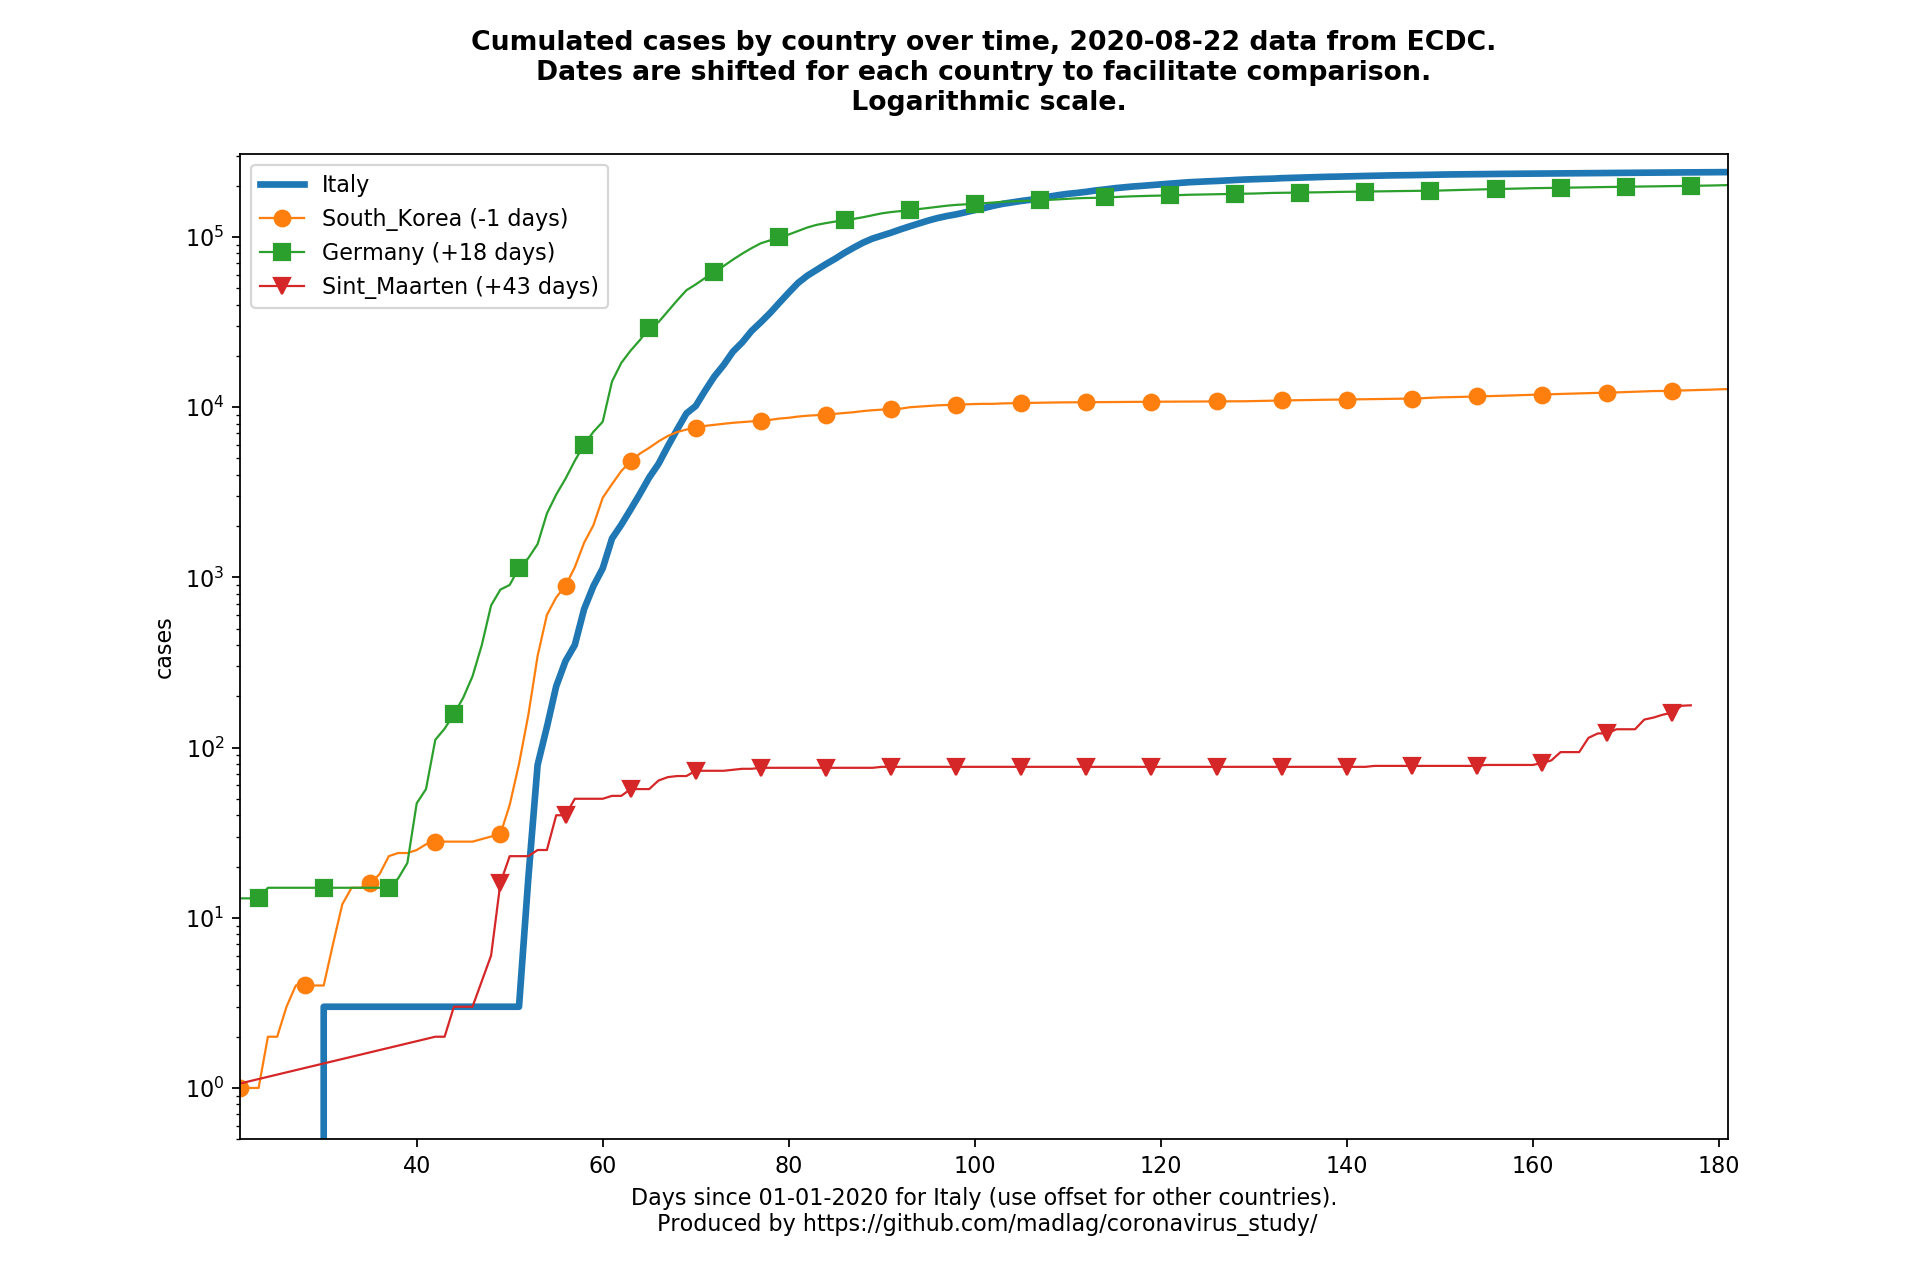 Cumulated cases by country over time, 2020-08-22 data from ECDC.
Dates are shifted for each country to facilitate comparison.
Logarithmic scale.
Italy
South_Korea (-1 days)
Germany (+18 days)
Sint_Maarten (+43 days)
10^5
10^4
10^3
10^2
10^1
10^0
cases
40 60 80 100 120 140 160 180
Days since 01-01-2020 for Italy (use offset for other countries).
Produced by https://github.com/madlag/coronavirus_study/